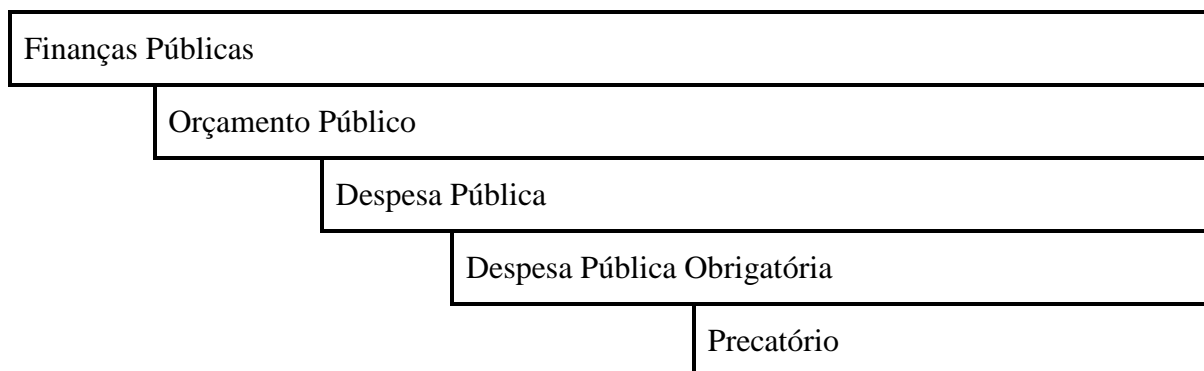 Finanças Públicas
Orçamento Público
Despesa Pública
Despesa Pública Obrigatória
Precatório